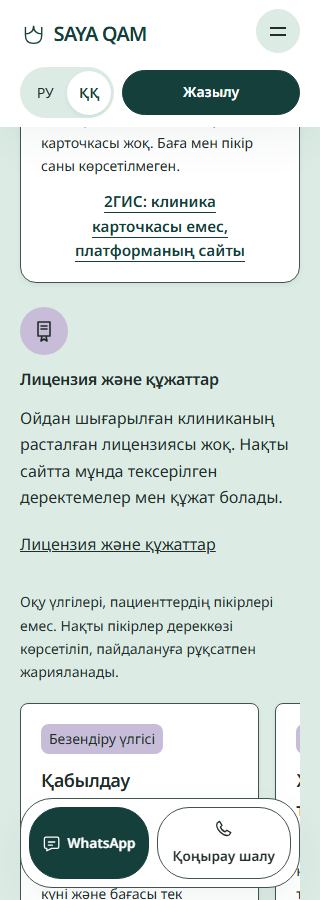 SAYA QAM
РУ
ҚҚ
Жазылу
карточкасы жоқ. Баға мен пікір
саны көрсетілмеген.
2ГИС: клиника
карточкасы емес,
платформаның сайты
Лицензия және құжаттар
Ойдан шығарылған клиниканың
расталған лицензиясы жоқ. Нақты
сайтта мұнда тексерілген
деректемелер мен құжат болады.
Лицензия және құжаттар
Оқу үлгілері, пациенттердің пікірлері
емес. Нақты пікірлер дереккөзі
көрсетіліп, пайдалануға рұқсатпен
жарияланады.
Безендіру үлгісі
Қабылдау
WhatsApp
Қоңырау шалу
күні және бағасы тек